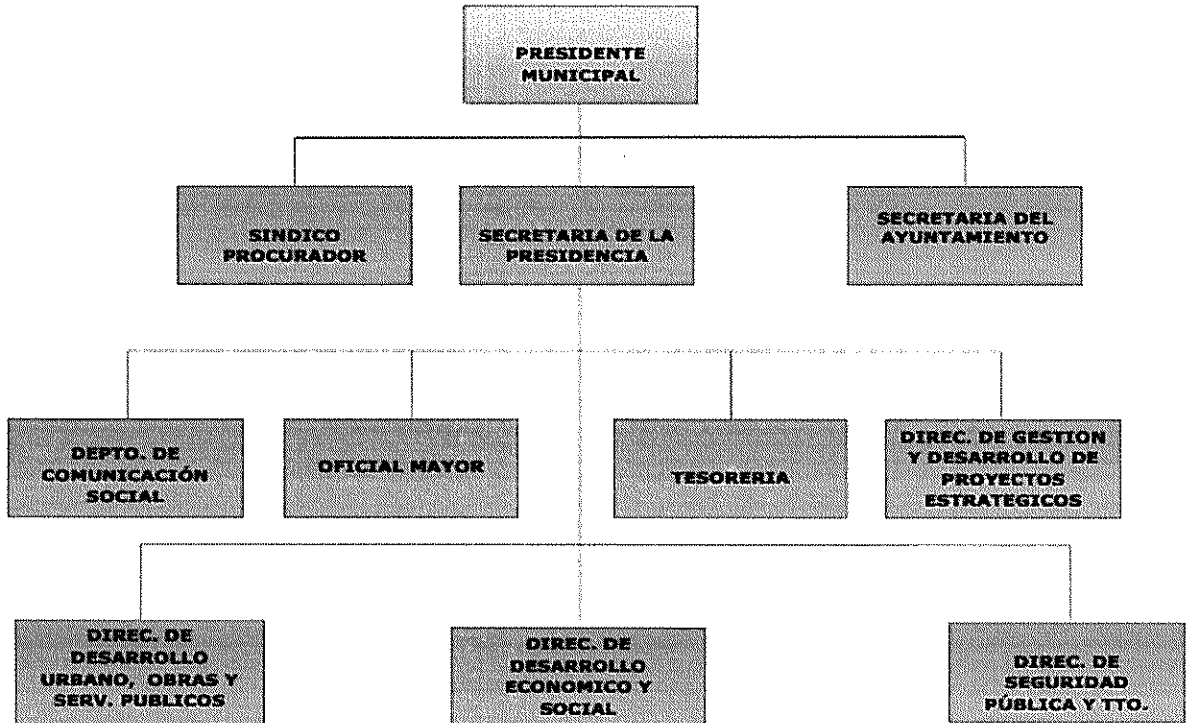 PRESIDENTE
MUNICIPAL
SINDICO
PROCURADOR
SECRETARIA DE LA
PRESIDENCIA
SECRETARIA DEL
AYUNTAMIENTO
DEPTO. DE
COMUNICACIÓN
SOCIAL
OFICIAL MAYOR
TESORERIA
DIREC. DE GESTION
Y DESARROLLO DE
PROYECTOS
ESTRATEGICOS
DIREC. DE
DESARROLLO
URBANO, OBRAS Y
SERV. PUBLICOS
DIREC. DE
DESARROLLO
ECONOMICO Y
SOCIAL
DIREC. DE
SEGURIDAD
PÚBLICA Y TTO.